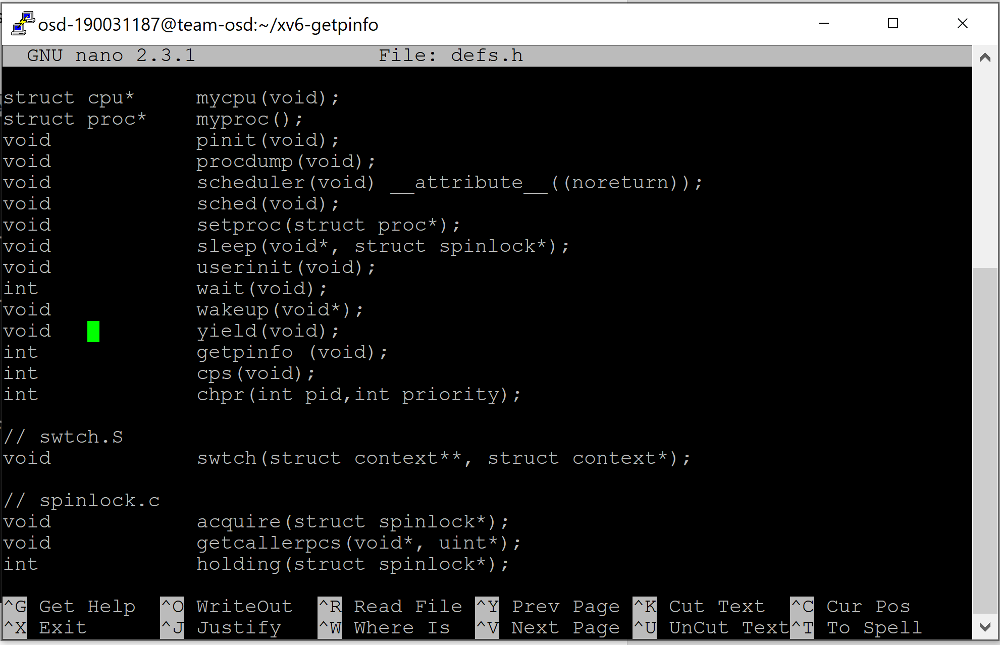 osd-190031187@team-osd:~/xv6-getpinfo
GNU nano 2.3.1 File: defs.h
struct cpu* mycpu(void);
struct proc* myproc();
void pinit(void);
void procdump(void);
void scheduler(void) __attribute__((noreturn));
void sched(void);
void setproc(struct proc*);
void sleep(void*, struct spinlock*);
void userinit(void);
int wait(void);
void wakeup(void*);
void yield(void);
int getpinfo (void);
int cps(void);
int chpr(int pid,int priority);
// swtch.S
void swtch(struct context**, struct context*);
// spinlock.c
void acquire(struct spinlock*);
void getcallerpcs(void*, uint*);
int holding(struct spinlock*);
^G Get Help ^O WriteOut ^R Read File ^Y Prev Page ^K Cut Text ^C Cur Pos
^X Exit ^J Justify ^W Where Is ^V Next Page ^U UnCut Text ^T To Spell